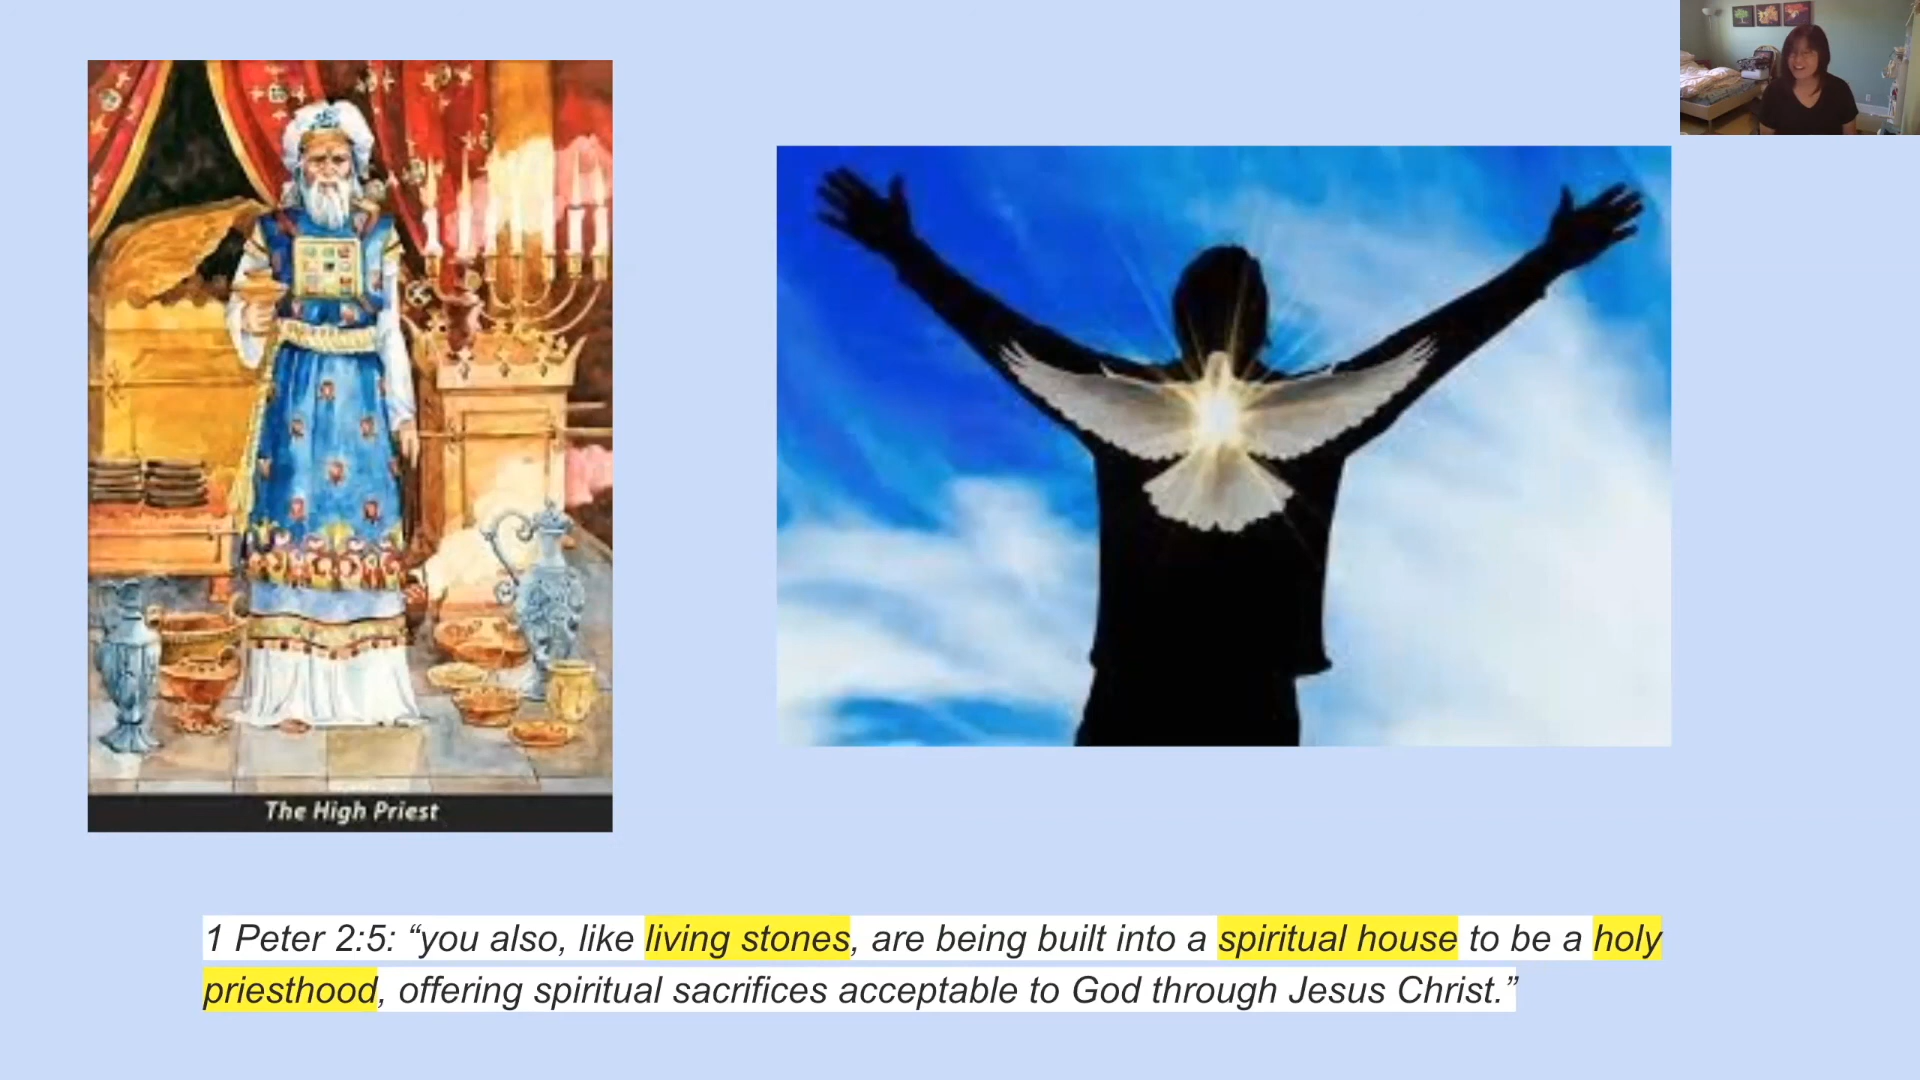 The High Priest
1 Peter 2:5: “you also, like living stones, are being built into a spiritual house to be a holy
priesthood, offering spiritual sacrifices acceptable to God through Jesus Christ.”